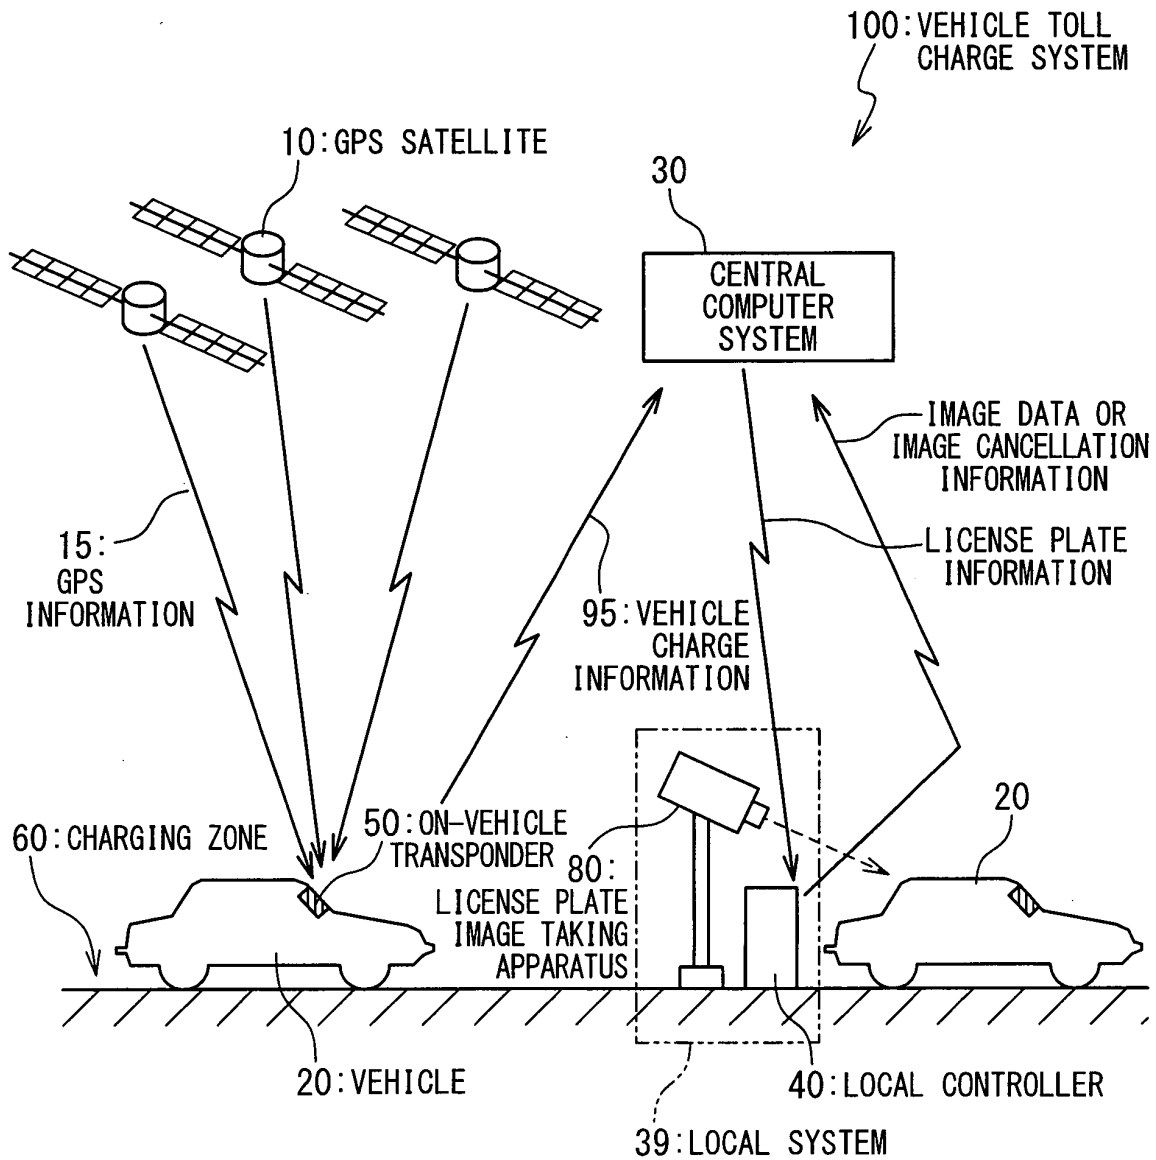 100:VEHICLE TOLL
CHARGE SYSTEM
10:GPS SATELLITE
30
CENTRAL
COMPUTER
SYSTEM
IMAGE DATA OR
IMAGE CANCELLATION
INFORMATION
15:
GPS
INFORMATION
LICENSE PLATE
INFORMATION
95:VEHICLE
CHARGE
INFORMATION
60:CHARGING ZONE
50:ON-VEHICLE
TRANSPONDER
80:
LICENSE PLATE
IMAGE TAKING
APPARATUS
20
20:VEHICLE
40:LOCAL CONTROLLER
39:LOCAL SYSTEM